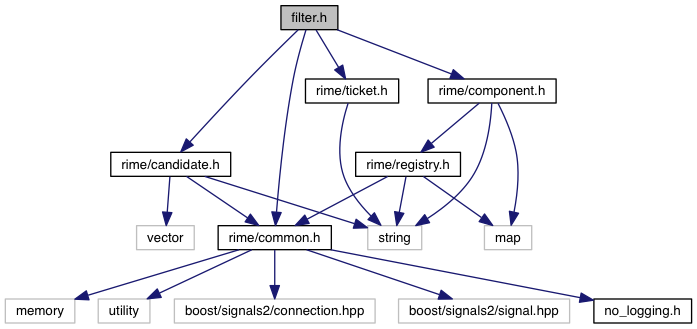 filter.h
rime/ticket.h
rime/component.h
rime/candidate.h
rime/registry.h
vector
rime/common.h
string
map
memory
utility
boost/signals2/connection.hpp
boost/signals2/signal.hpp
no_logging.h